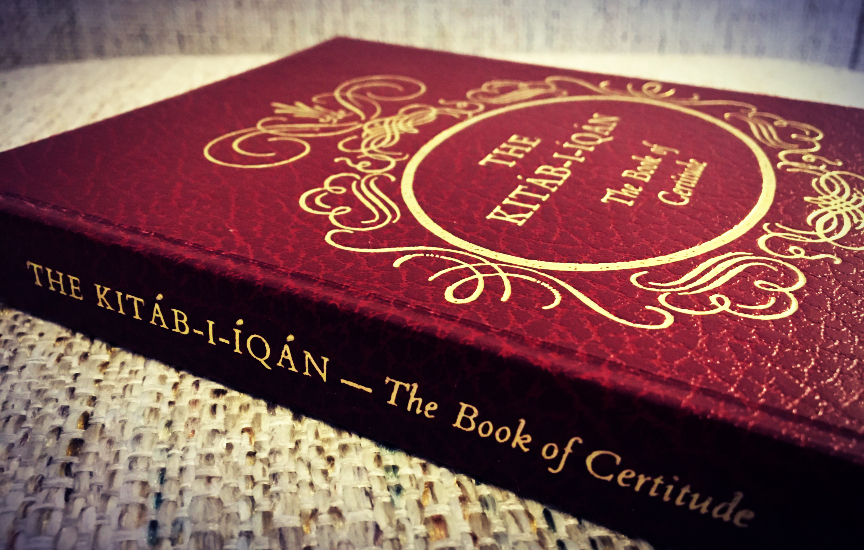 THE
KITÁB-I-ÍQÁN
The Book of
Certitude
THE KITÁB-I-ÍQÁN — The Book of Certitude